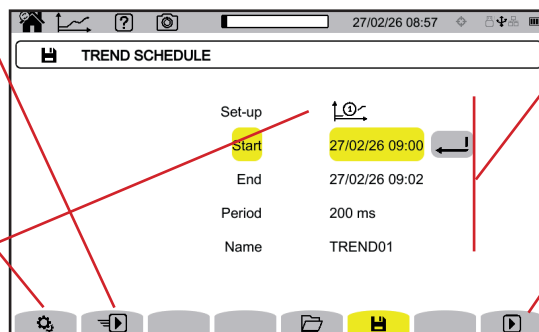 27/02/26 08:57
TREND SCHEDULE
Set-up 1
Start 27/02/26 09:00
End 27/02/26 09:02
Period 200 ms
Name TREND01